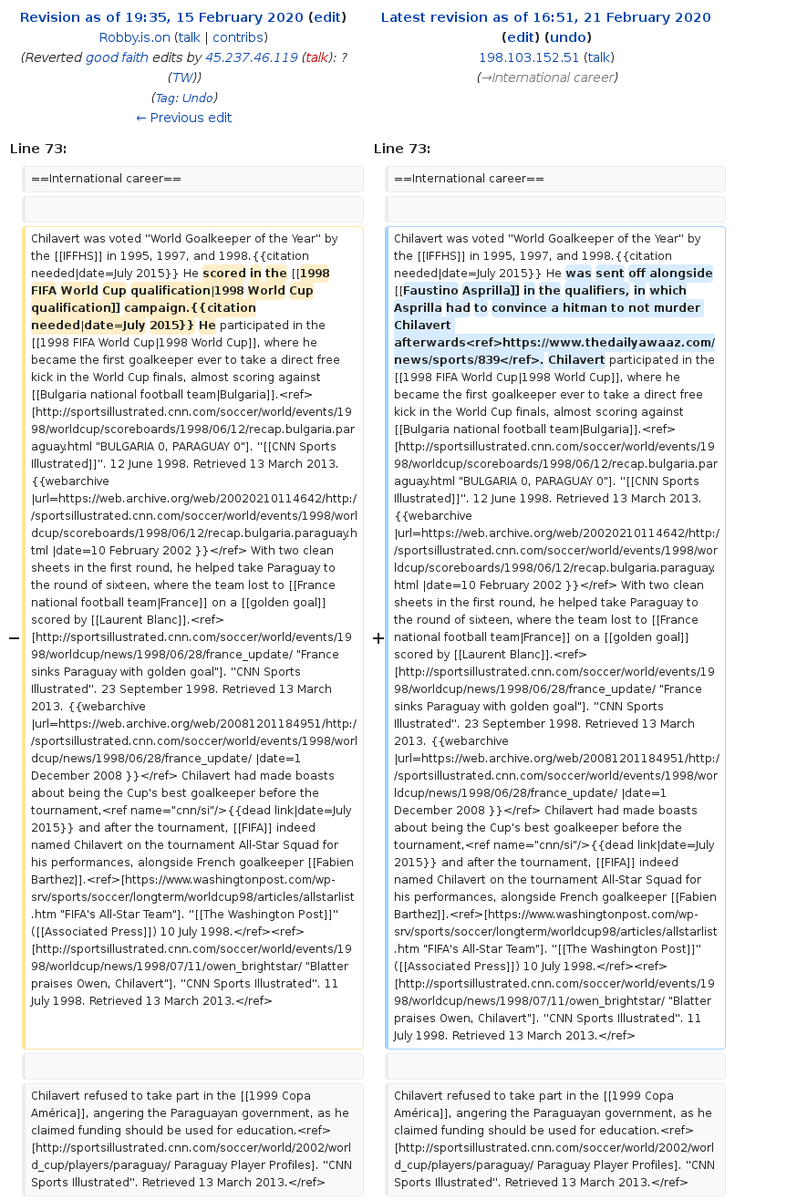 Revision as of 19:35, 15 February 2020 (edit)
Robby.is.on (talk | contribs)
(Reverted good faith edits by 45.237.46.119 (talk): ?
(TW))
(Tag: Undo)
← Previous edit
Latest revision as of 16:51, 21 February 2020
(edit) (undo)
198.103.152.51 (talk)
(→International career)
Line 73:
Line 73:
==International career==
==International career==
−
Chilavert was voted "World Goalkeeper of the Year" by
the [[IFFHS]] in 1995, 1997, and 1998.{{citation
needed|date=July 2015}} He scored in the [[1998
FIFA World Cup qualification|1998 World Cup
qualification]] campaign.{{citation
needed|date=July 2015}} He participated in the
[[1998 FIFA World Cup|1998 World Cup]], where he
became the first goalkeeper ever to take a direct free
kick in the World Cup finals, almost scoring against
[[Bulgaria national football team|Bulgaria]].<ref>
[http://sportsillustrated.cnn.com/soccer/world/events/19
98/worldcup/scoreboards/1998/06/12/recap.bulgaria.par
aguay.html "BULGARIA 0, PARAGUAY 0"]. ''[[CNN Sports
Illustrated]]''. 12 June 1998. Retrieved 13 March 2013.
{{webarchive
|url=https://web.archive.org/web/20020210114642/http:/
/sportsillustrated.cnn.com/soccer/world/events/1998/worl
dcup/scoreboards/1998/06/12/recap.bulgaria.paraguay.h
tml |date=10 February 2002 }}</ref> With two clean
sheets in the first round, he helped take Paraguay to
the round of sixteen, where the team lost to [[France
national football team|France]] on a [[golden goal]]
scored by [[Laurent Blanc]].<ref>
[http://sportsillustrated.cnn.com/soccer/world/events/19
98/worldcup/news/1998/06/28/france_update/ "France
sinks Paraguay with golden goal"]. ''CNN Sports
Illustrated''. 23 September 1998. Retrieved 13 March
2013. {{webarchive
|url=https://web.archive.org/web/20081201184951/http:/
/sportsillustrated.cnn.com/soccer/world/events/1998/worl
dcup/news/1998/06/28/france_update/ |date=1
December 2008 }}</ref> Chilavert had made boasts
about being the Cup's best goalkeeper before the
tournament,<ref name="cnn/si"/>{{dead link|date=July
2015}} and after the tournament, [[FIFA]] indeed
named Chilavert on the tournament All-Star Squad for
his performances, alongside French goalkeeper [[Fabien
Barthez]].<ref>[https://www.washingtonpost.com/wp-
srv/sports/soccer/longterm/worldcup98/articles/allstarlist
.htm "FIFA's All-Star Team"]. ''[[The Washington Post]]''
([[Associated Press]]) 10 July 1998.</ref><ref>
[http://sportsillustrated.cnn.com/soccer/world/events/19
98/worldcup/news/1998/07/11/owen_brightstar/ "Blatter
praises Owen, Chilavert"]. ''CNN Sports Illustrated''. 11
July 1998. Retrieved 13 March 2013.</ref>
+
Chilavert was voted "World Goalkeeper of the Year" by
the [[IFFHS]] in 1995, 1997, and 1998.{{citation
needed|date=July 2015}} He was sent off alongside
[[Faustino Asprilla]] in the qualifiers, in which
Asprilla had to convince a hitman to not murder
Chilavert
afterwards<ref>https://www.thedailyawaaz.com/
news/sports/839</ref>. Chilavert participated in the
[[1998 FIFA World Cup|1998 World Cup]], where he
became the first goalkeeper ever to take a direct free
kick in the World Cup finals, almost scoring against
[[Bulgaria national football team|Bulgaria]].<ref>
[http://sportsillustrated.cnn.com/soccer/world/events/19
98/worldcup/scoreboards/1998/06/12/recap.bulgaria.par
aguay.html "BULGARIA 0, PARAGUAY 0"]. ''[[CNN Sports
Illustrated]]''. 12 June 1998. Retrieved 13 March 2013.
{{webarchive
|url=https://web.archive.org/web/20020210114642/http:/
/sportsillustrated.cnn.com/soccer/world/events/1998/wor
ldcup/scoreboards/1998/06/12/recap.bulgaria.paraguay.
html |date=10 February 2002 }}</ref> With two clean
sheets in the first round, he helped take Paraguay to
the round of sixteen, where the team lost to [[France
national football team|France]] on a [[golden goal]]
scored by [[Laurent Blanc]].<ref>
[http://sportsillustrated.cnn.com/soccer/world/events/19
98/worldcup/news/1998/06/28/france_update/ "France
sinks Paraguay with golden goal"]. ''CNN Sports
Illustrated''. 23 September 1998. Retrieved 13 March
2013. {{webarchive
|url=https://web.archive.org/web/20081201184951/http:/
/sportsillustrated.cnn.com/soccer/world/events/1998/wor
ldcup/news/1998/06/28/france_update/ |date=1
December 2008 }}</ref> Chilavert had made boasts
about being the Cup's best goalkeeper before the
tournament,<ref name="cnn/si"/>{{dead link|date=July
2015}} and after the tournament, [[FIFA]] indeed
named Chilavert on the tournament All-Star Squad for
his performances, alongside French goalkeeper [[Fabien
Barthez]].<ref>[https://www.washingtonpost.com/wp-
srv/sports/soccer/longterm/worldcup98/articles/allstarlist
.htm "FIFA's All-Star Team"]. ''[[The Washington Post]]''
([[Associated Press]]) 10 July 1998.</ref><ref>
[http://sportsillustrated.cnn.com/soccer/world/events/19
98/worldcup/news/1998/07/11/owen_brightstar/ "Blatter
praises Owen, Chilavert"]. ''CNN Sports Illustrated''. 11
July 1998. Retrieved 13 March 2013.</ref>
Chilavert refused to take part in the [[1999 Copa
América]], angering the Paraguayan government, as he
claimed funding should be used for education.<ref>
[http://sportsillustrated.cnn.com/soccer/world/2002/worl
d_cup/players/paraguay/ Paraguay Player Profiles]. ''CNN
Sports Illustrated''. Retrieved 13 March 2013.</ref>
Chilavert refused to take part in the [[1999 Copa
América]], angering the Paraguayan government, as he
claimed funding should be used for education.<ref>
[http://sportsillustrated.cnn.com/soccer/world/2002/worl
d_cup/players/paraguay/ Paraguay Player Profiles]. ''CNN
Sports Illustrated''. Retrieved 13 March 2013.</ref>